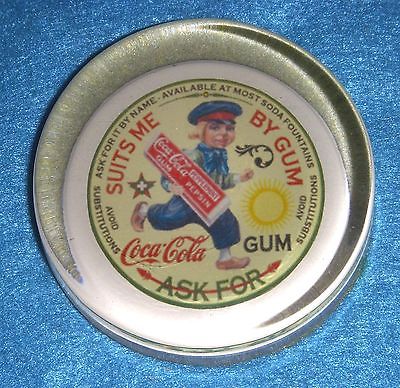 ASK FOR IT BY NAME - AVAILABLE AT MOST SODA FOUNTAINS
SUITS ME BY GUM
Coca-Cola
GUM
PEPSIN
AVOID SUBSTITUTIONS
AVOID SUBSTITUTIONS
Coca-Cola GUM
ASK FOR